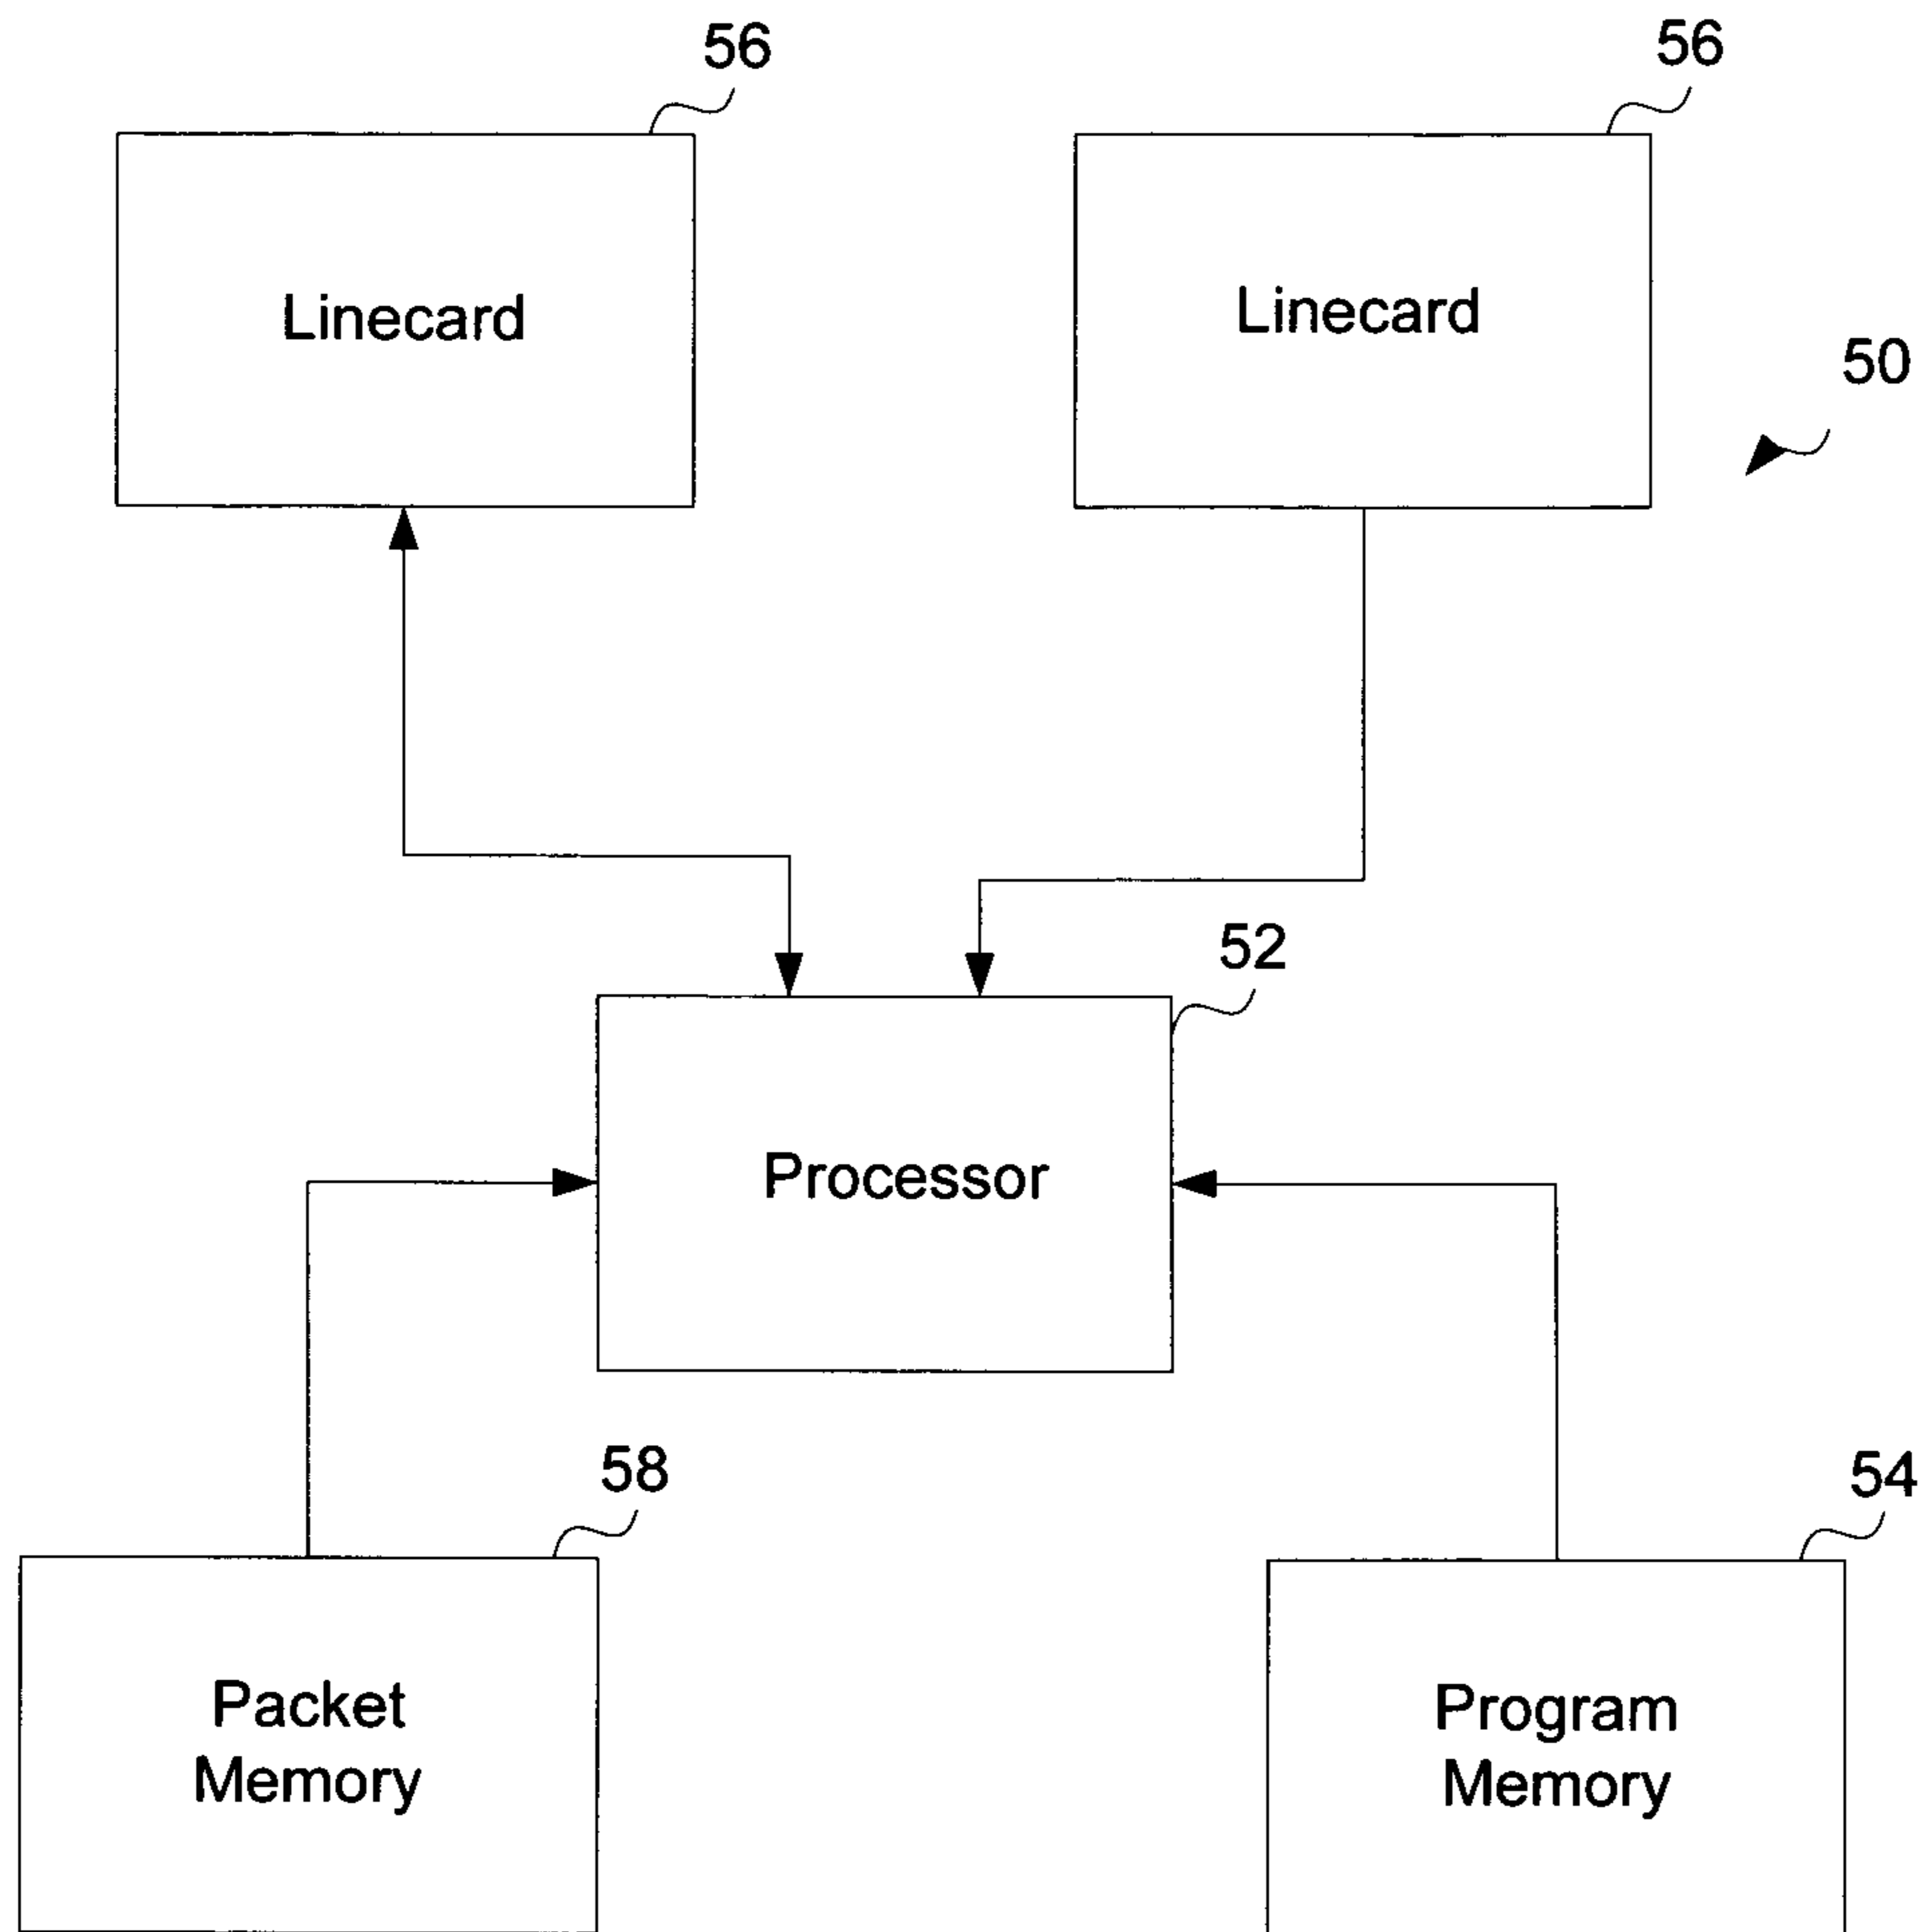 56
56
Linecard
Linecard
50
52
Processor
58
54
Packet
Memory
Program
Memory